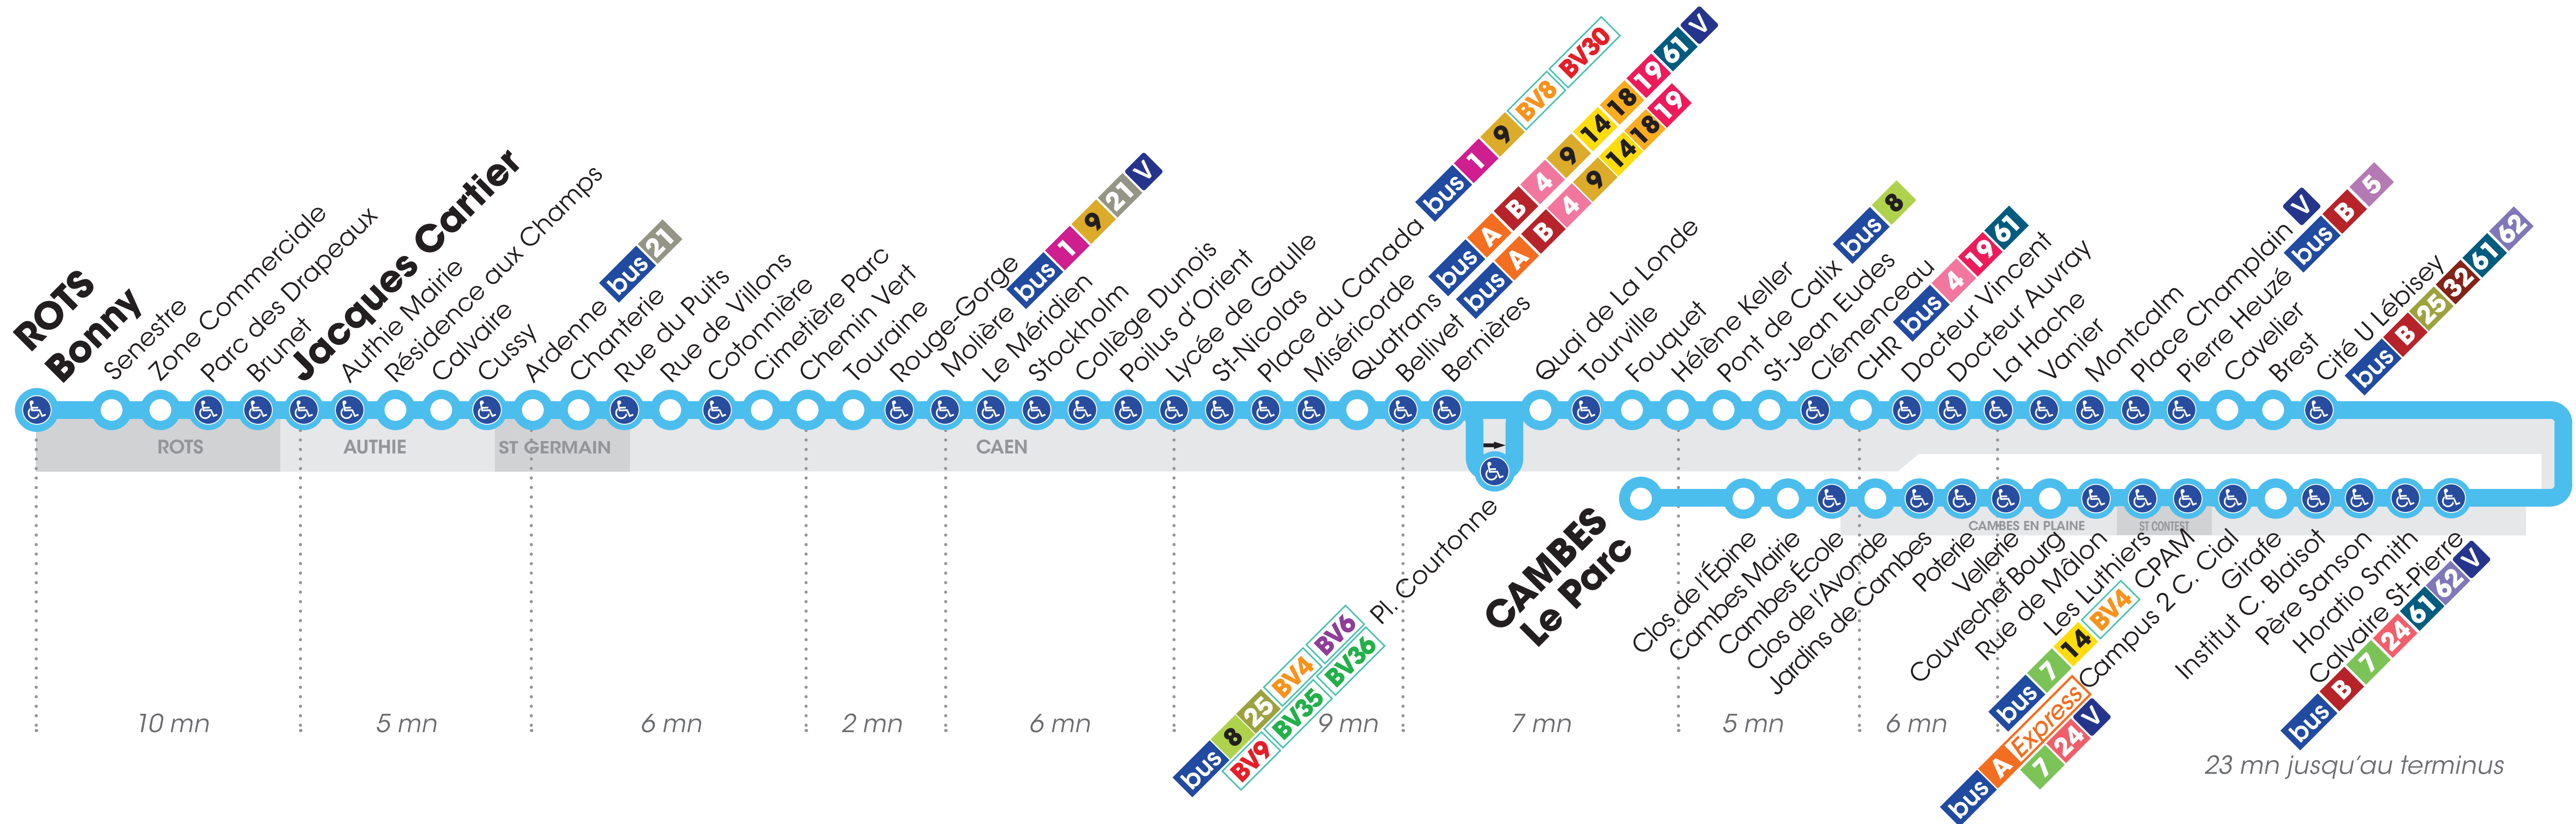 ROTS
Bonny
Senestre
Zone Commerciale
Parc des Drapeaux
Brunet
Jacques Cartier
Authie Mairie
Résidence aux Champs
Calvaire
Cussy
Ardenne bus 21
Chanterie
Rue du Puits
Rue de Villons
Cotonnière
Cimetière Parc
Chemin Vert
Touraine
Rouge-Gorge
Molière bus 1 9 21 V
Le Méridien
Stockholm
Collège Dunois
Poilus d'Orient
Lycée de Gaulle
St-Nicolas
Place du Canada bus 1 9 BV8 BV30
Miséricorde
Quatrans bus A B 4 9 14 18 19 61 V
Bellivet bus A B 4 9 14 18 19
Bernières
Quai de La Londe
Tourville
Fouquet
Hélène Keller
Pont de Calix bus 8
St-Jean Eudes
Clémenceau
CHR bus 4 19 61
Docteur Vincent
Docteur Auvray
La Hache
Vanier
Montcalm
Place Champlain V
Pierre Heuzé bus B 5
Cavelier
Brest
Cité U Lébisey
bus B 25 32 61 62
ROTS
AUTHIE
ST GERMAIN
CAEN
Pl. Courtonne
bus 8 25 BV4 BV6
BV9 BV35 BV36
CAMBES
Le Parc
CAMBES EN PLAINE
ST CONTEST
Clos de l'Épine
Cambes Mairie
Cambes École
Clos de l'Avonde
Jardins de Cambes
Poterie
Vellerie
Couvrechef Bourg
Rue de Mâlon
Les Luthiers
bus 7 14 BV4 CPAM
Campus 2 C. Cial
bus A Express
7 24 V
Girafe
Institut C. Blaisot
Père Sanson
Horatio Smith
Calvaire St-Pierre
bus B 7 24 61 62 V
10 mn
5 mn
6 mn
2 mn
6 mn
9 mn
7 mn
5 mn
6 mn
23 mn jusqu'au terminus